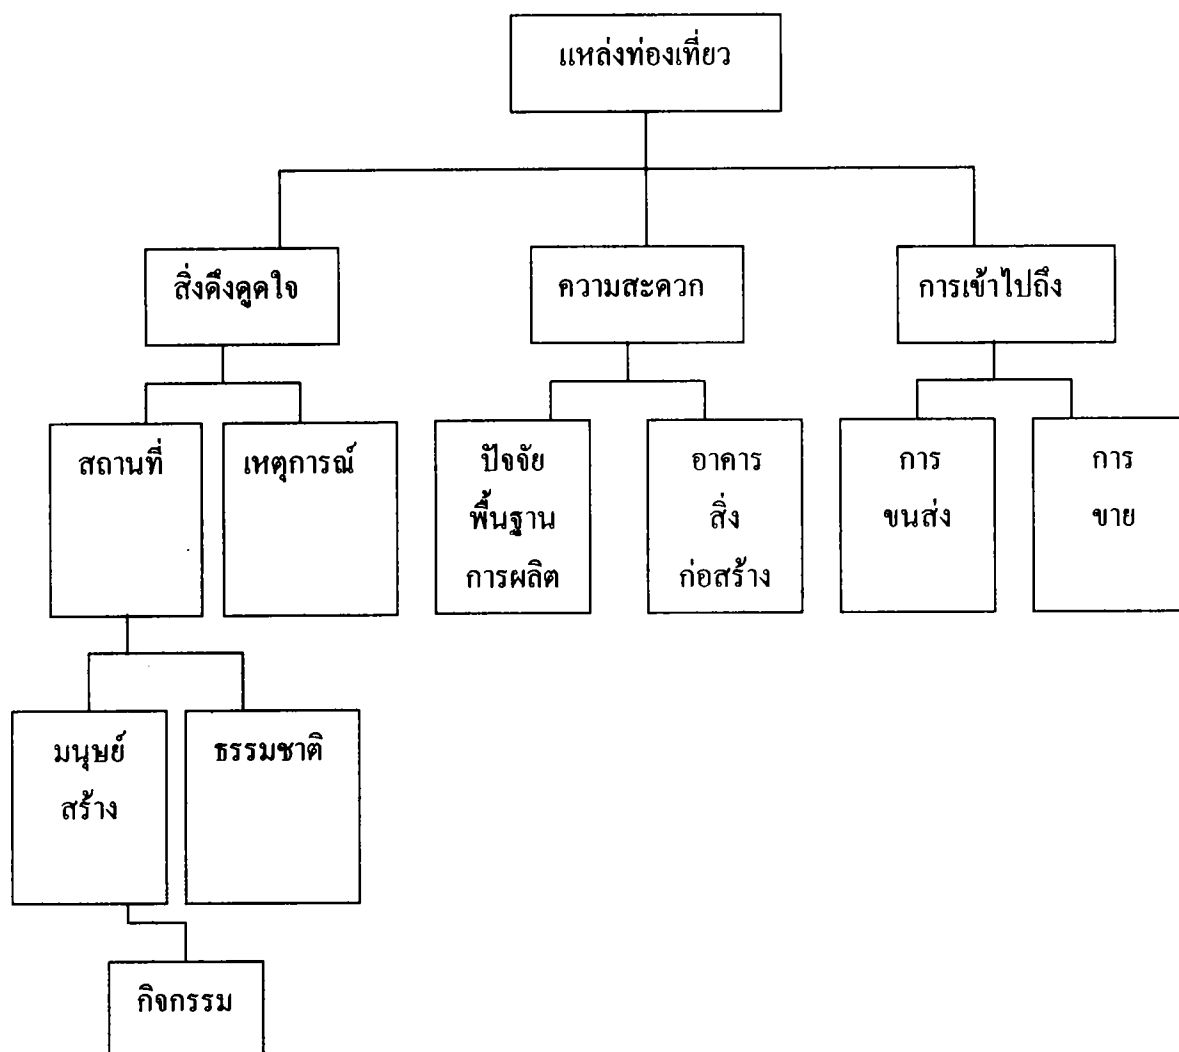 แหล่งท่องเที่ยว
สิ่งดึงดูดใจ
ความสะดวก
การเข้าไปถึง
สถานที่
เหตุการณ์
ปัจจัย
พื้นฐาน
การผลิต
อาคาร
สิ่ง
ก่อสร้าง
การ
ขนส่ง
การ
ขาย
มนุษย์
สร้าง
ธรรมชาติ
กิจกรรม